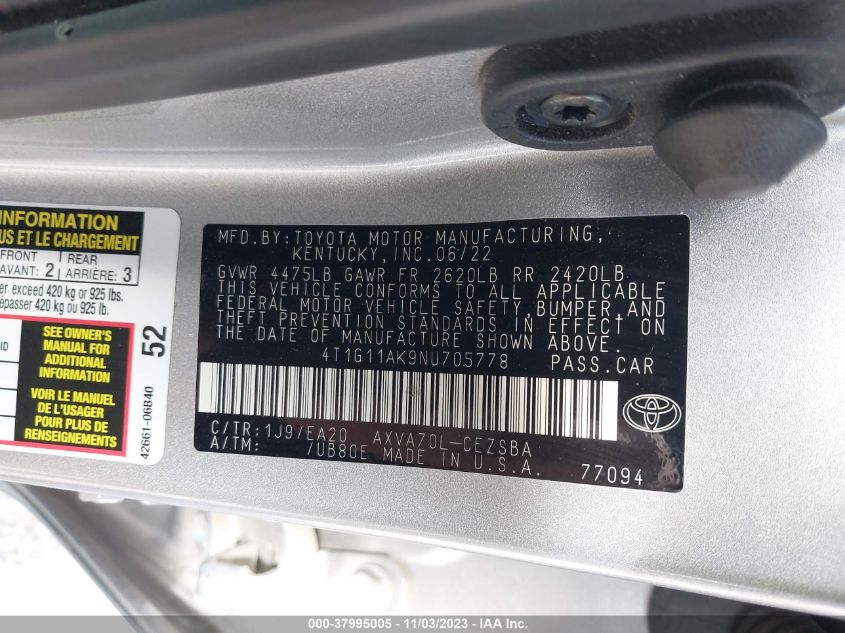 INFORMATION
US ET LE CHARGEMENT
FRONT
AVANT: 2
REAR
ARRIÈRE: 3
er exceed 420 kg or 925 lbs.
épasser 420 kg ou 925 lb.
UID
SEE OWNER'S
MANUAL FOR
ADDITIONAL
INFORMATION
VOIR LE MANUEL
DE L'USAGER
POUR PLUS DE
RENSEIGNEMENTS
52
42661-06B40
MFD.BY:TOYOTA MOTOR MANUFACTURING,
KENTUCKY,INC.06/22
GVWR 4475LB GAWR FR 2620LB RR 2420LB
THIS VEHICLE CONFORMS TO ALL APPLICABLE
FEDERAL MOTOR VEHICLE SAFETY,BUMPER,AND
THEFT PREVENTION STANDARDS IN EFFECT ON
THE DATE OF MANUFACTURE SHOWN ABOVE.
4T1G11AK9NU705778 PASS.CAR
C/TR:1J9/EA20 AXVA70L-CEZSBA
A/TM: /UB80E MADE IN U.S.A. 77094
000-37995005 - 11/03/2023 - IAA Inc.